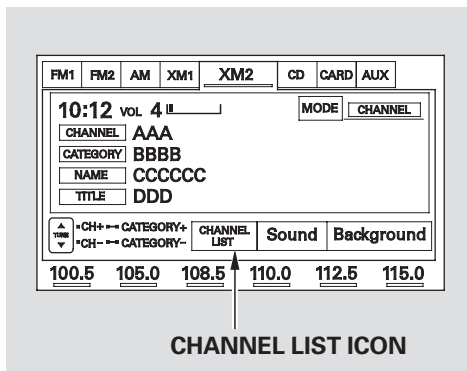 FM1 FM2 AM XM1 XM2 CD CARD AUX
10:12 VOL 4 MODE CHANNEL
CHANNEL AAA
CATEGORY BBBB
NAME CCCCCC
TITLE DDD
TUNE CH+ CATEGORY+
CH- CATEGORY-
CHANNEL LIST Sound Background
100.5 105.0 108.5 110.0 112.5 115.0
CHANNEL LIST ICON